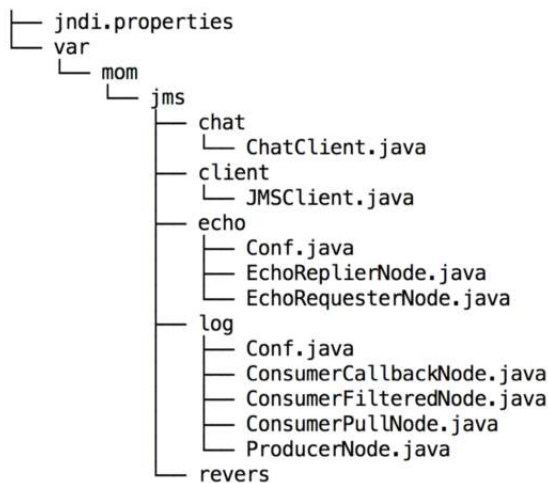 ├── jndi.properties
└── var
    └── mom
        └── jms
            ├── chat
            │   └── ChatClient.java
            ├── client
            │   └── JMSClient.java
            ├── echo
            │   ├── Conf.java
            │   ├── EchoReplierNode.java
            │   └── EchoRequesterNode.java
            ├── log
            │   ├── Conf.java
            │   ├── ConsumerCallbackNode.java
            │   ├── ConsumerFilteredNode.java
            │   ├── ConsumerPullNode.java
            │   └── ProducerNode.java
            └── revers